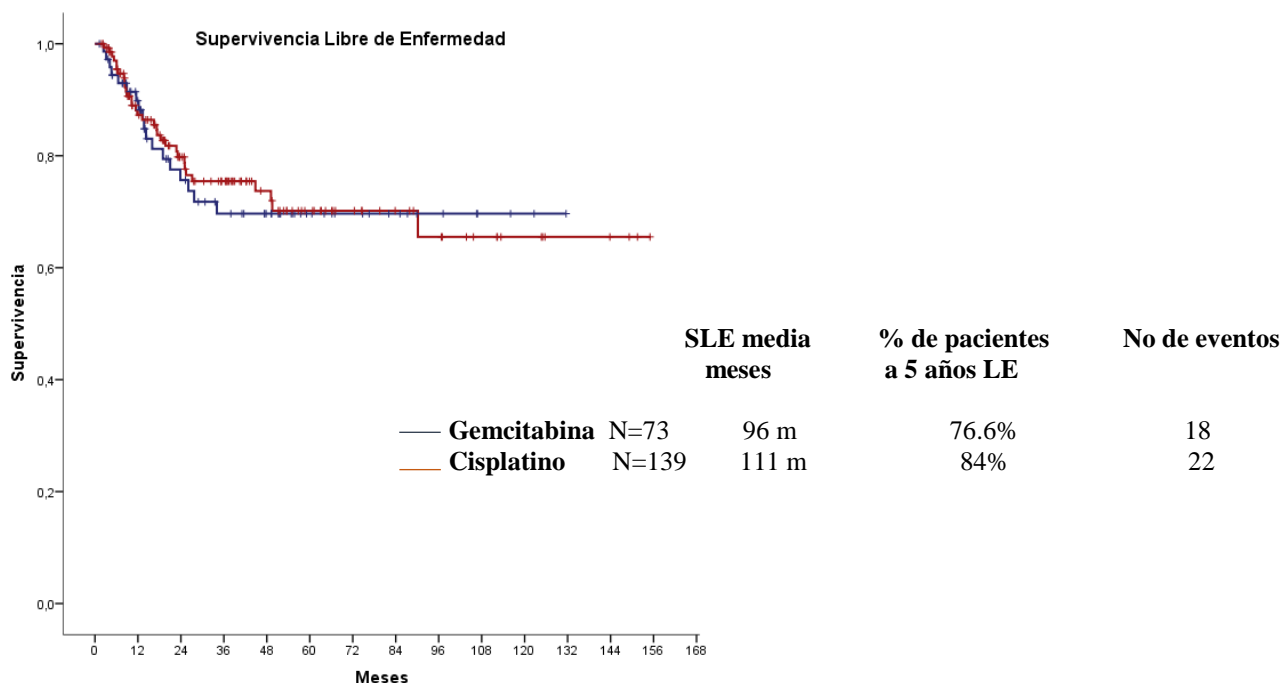 Supervivencia Libre de Enfermedad
1,0
0,8
0,6
0,4
0,2
0,0
Supervivencia
SLE media % de pacientes No de eventos
meses a 5 años LE
Gemcitabina N=73 96 m 76.6% 18
Cisplatino N=139 111 m 84% 22
0 12 24 36 48 60 72 84 96 108 120 132 144 156 168
Meses